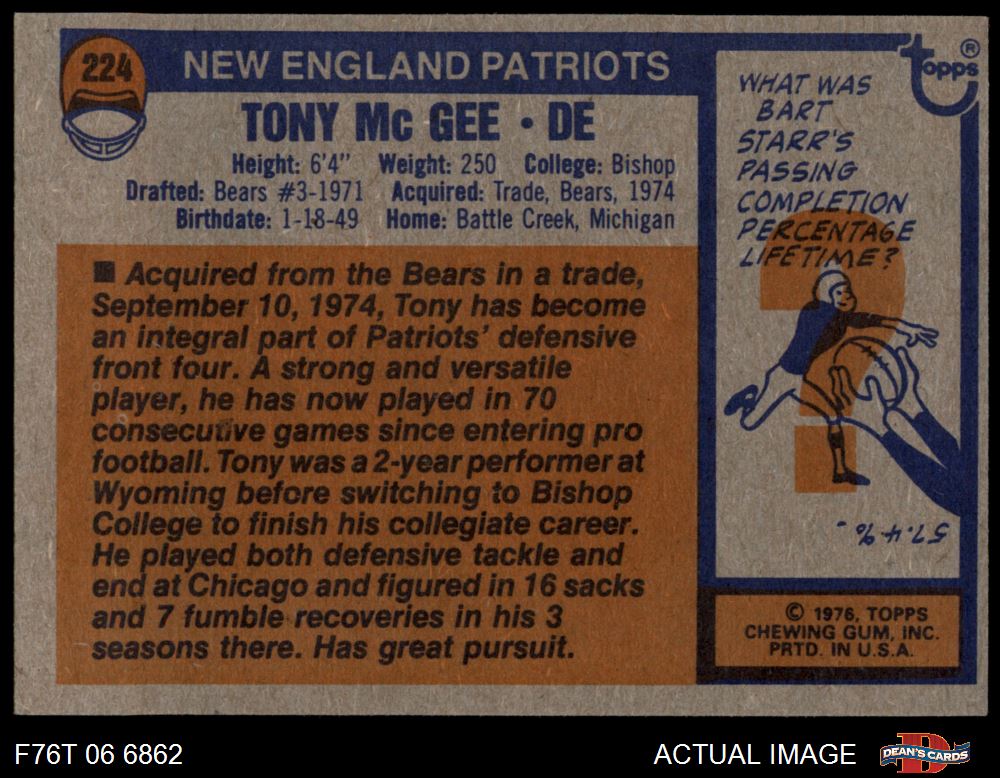 224
NEW ENGLAND PATRIOTS
TONY Mc GEE • DE
Height: 6'4" Weight: 250 College: Bishop
Drafted: Bears #3-1971 Acquired: Trade, Bears, 1974
Birthdate: 1-18-49 Home: Battle Creek, Michigan
■ Acquired from the Bears in a trade,
September 10, 1974, Tony has become
an integral part of Patriots' defensive
front four. A strong and versatile
player, he has now played in 70
consecutive games since entering pro
football. Tony was a 2-year performer at
Wyoming before switching to Bishop
College to finish his collegiate career.
He played both defensive tackle and
end at Chicago and figured in 16 sacks
and 7 fumble recoveries in his 3
seasons there. Has great pursuit.
Topps ®
WHAT WAS
BART
STARR'S
PASSING
COMPLETION
PERCENTAGE
LIFETIME?
?
57.4%.
© 1976, TOPPS
CHEWING GUM, INC.
PRTD. IN U.S.A.
F76T 06 6862
ACTUAL IMAGE
D
DEAN'S CARDS